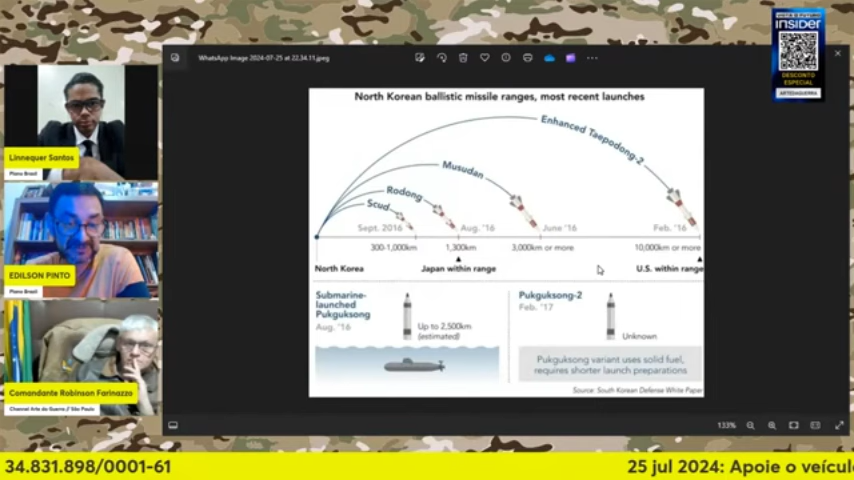 VISTA O FUTURO
insider
DESCONTO
ESPECIAL
ARTEDAGUERRA
WhatsApp Image 2024-07-25 at 22.34.11.jpeg
Linnequer Santos
Plano Brasil
EDILSON PINTO
Plano Brasil
Comandante Robinson Farinazzo
Channel Arte da Guerra // São Paulo
North Korean ballistic missile ranges, most recent launches
Enhanced Taepodong-2
Musudan
Rodong
Scud
Sept. 2016
Aug. '16
June '16
Feb. '16
300-1,000km
1,300km
3,000km or more
10,000km or more
North Korea
Japan within range
U.S. within range
Submarine-
launched
Pukguksong
Aug. '16
Up to 2,500km
(estimated)
Pukguksong-2
Feb. '17
Unknown
Pukguksong variant uses solid fuel,
requires shorter launch preparations
Source: South Korean Defense White Paper
133%
34.831.898/0001-61
25 jul 2024: Apoie o veícul